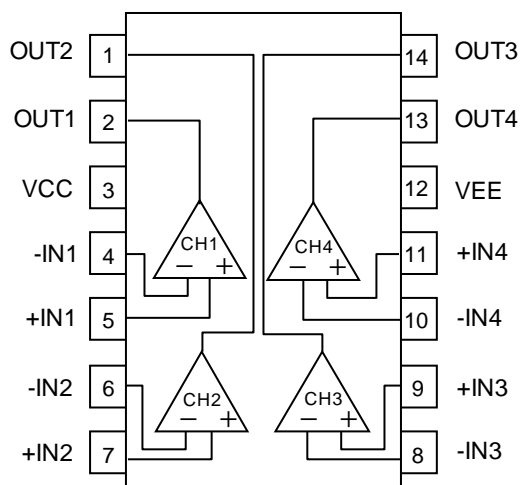 OUT2 1 14 OUT3
OUT1 2 13 OUT4
VCC 3 12 VEE
CH1 CH4
-IN1 4 − + − + 11 +IN4
+IN1 5 10 -IN4
-IN2 6 CH2 CH3 9 +IN3
− + − +
+IN2 7 8 -IN3